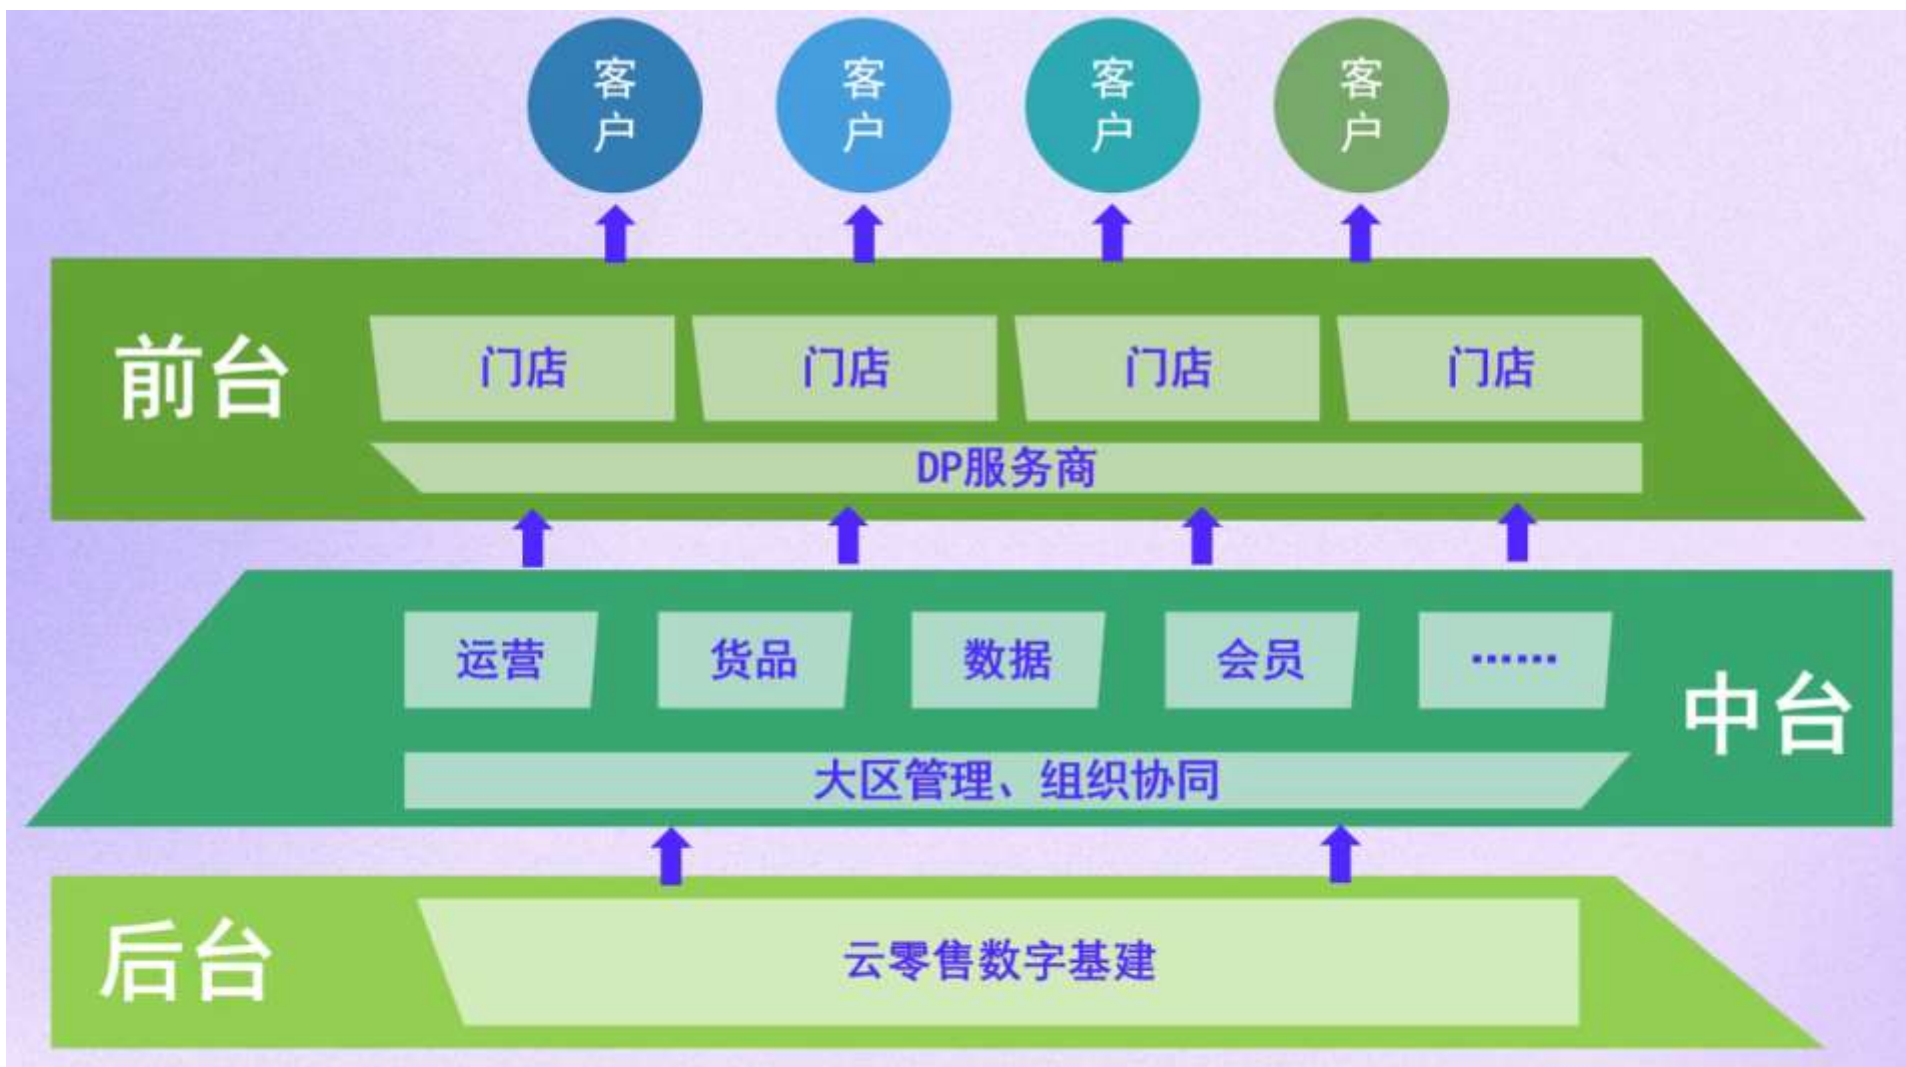 客户
客户
客户
客户
前台
门店
门店
门店
门店
DP服务商
运营
货品
数据
会员
……
中台
大区管理、组织协同
后台
云零售数字基建